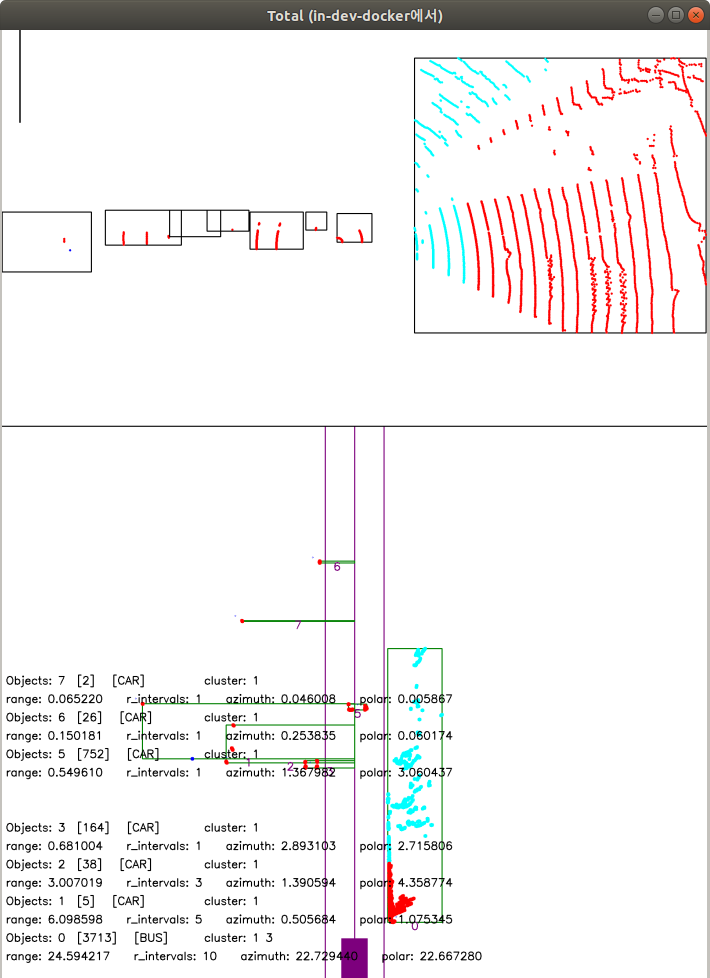 Total (in-dev-docker에서)
6
7
Objects: 7 [2] [CAR] cluster: 1
range: 0.065220 r_intervals: 1 azimuth: 0.046008 polar: 0.005867
5
Objects: 6 [26] [CAR] cluster: 1
range: 0.150181 r_intervals: 1 azimuth: 0.253835 polar: 0.060174
Objects: 5 [752] [CAR] cluster: 1
1
2
3
range: 0.549610 r_intervals: 1 azimuth: 1.367982 polar: 3.060437
Objects: 3 [164] [CAR] cluster: 1
range: 0.681004 r_intervals: 1 azimuth: 2.893103 polar: 2.715806
Objects: 2 [38] [CAR] cluster: 1
range: 3.007019 r_intervals: 3 azimuth: 1.390594 polar: 4.358774
Objects: 1 [5] [CAR] cluster: 1
range: 6.098598 r_intervals: 5 azimuth: 0.505684 polar: 1.075345
0
Objects: 0 [3713] [BUS] cluster: 1 3
range: 24.594217 r_intervals: 10 azimuth: 22.729440 polar: 22.667280